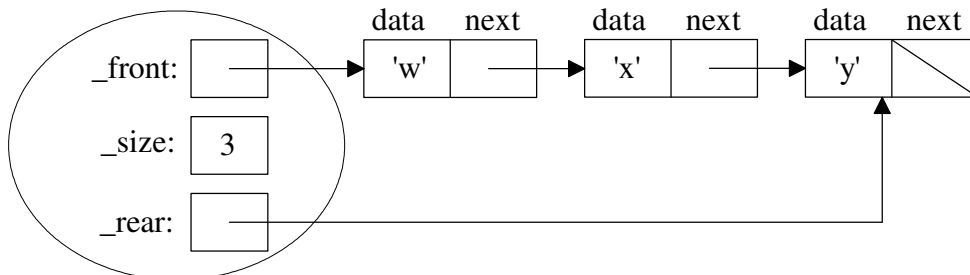 data next data next data next
_front: 'w' 'x' 'y'
_size: 3
_rear: